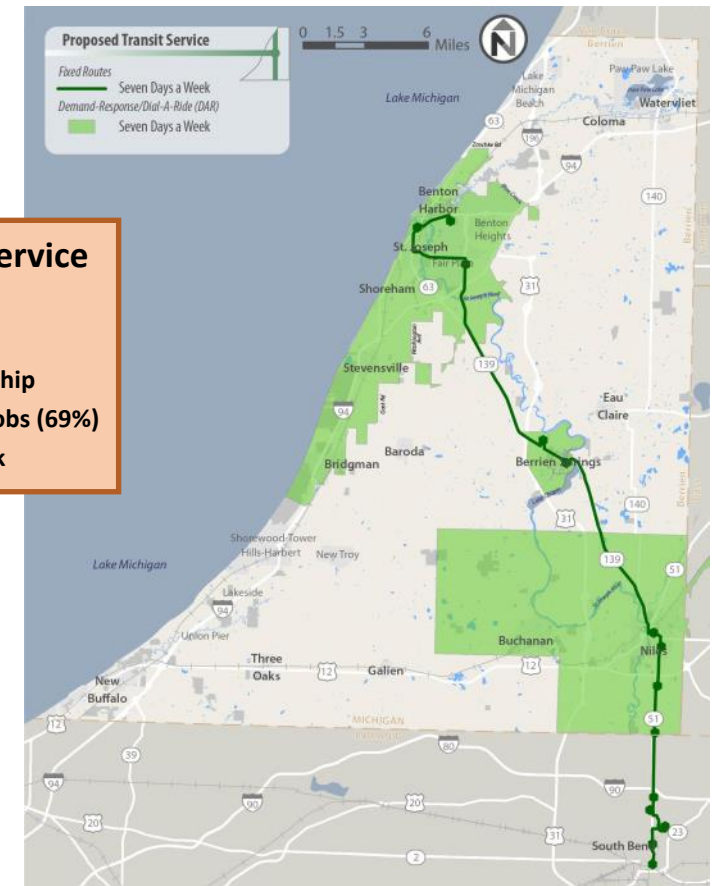 Proposed Transit Service
Fixed Routes
Seven Days a Week
Demand-Response/Dial-A-Ride (DAR)
Seven Days a Week
0 1.5 3 6
Miles
N
ervice
hip
obs (69%)
k
Berrien
Lake Michigan
Lake
Michigan
Beach
Paw Paw Lake
Watervliet
Coloma
63
196
94
140
Benton
Harbor
Benton
Heights
St. Joseph
Fair Plain
Shoreham
63
31
Stevensville
139
94
Eau
Claire
Baroda
Bridgman
Berrien Springs
31
140
Shorewood-Tower
Hills-Harbert
New Troy
Lake Michigan
139
51
Lakeside
94
Union Pier
Buchanan
Niles
Three
Oaks
12
Galien
12
New
Buffalo
51
12
MICHIGAN
39
80
94
90
90
20
20
31
23
South Ben
2